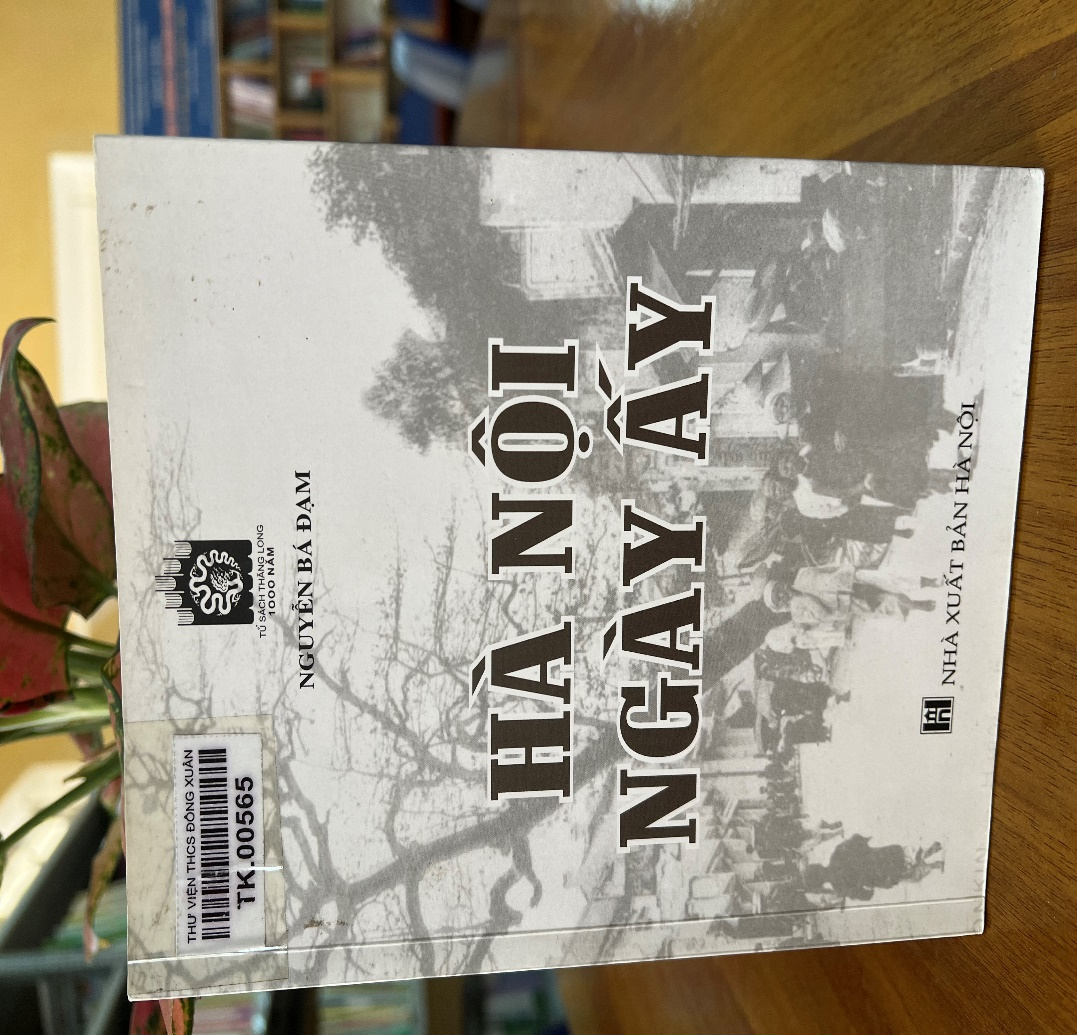 THƯ VIỆN THCS ĐỒNG XUÂN
TK.00565
TỦ SÁCH THĂNG LONG
1000 NĂM
NGUYỄN BÁ ĐẠM
HÀ NỘI
NGÀY ẤY
NHÀ XUẤT BẢN HÀ NỘI